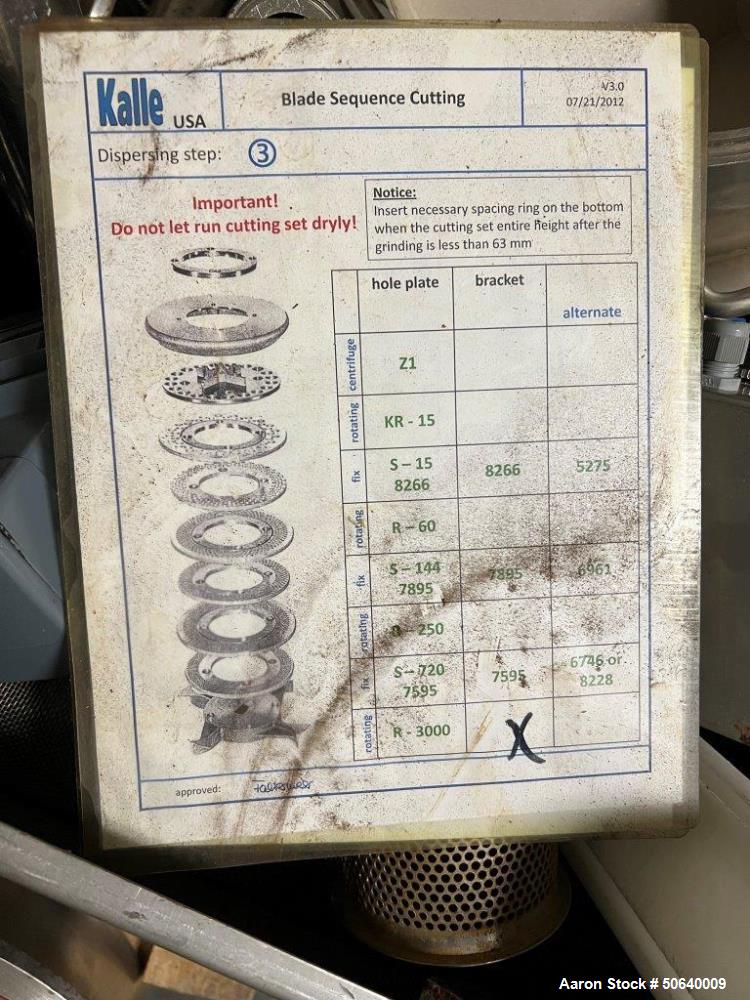 Kalle USA
Blade Sequence Cutting
V3.0
07/21/2012
Dispersing step: 3
Important!
Do not let run cutting set dryly!
Notice:
Insert necessary spacing ring on the bottom
when the cutting set entire height after the
grinding is less than 63 mm
hole plate bracket alternate
centrifuge Z1
rotating KR - 15
fix S – 15 8266 8266 5275
rotating R – 60
fix S – 144 7895 7895 6961
rotating 250
fix S – 720 7595 7595 6746 or 8228
rotating R - 3000 X
approved:
Aaron Stock # 50640009